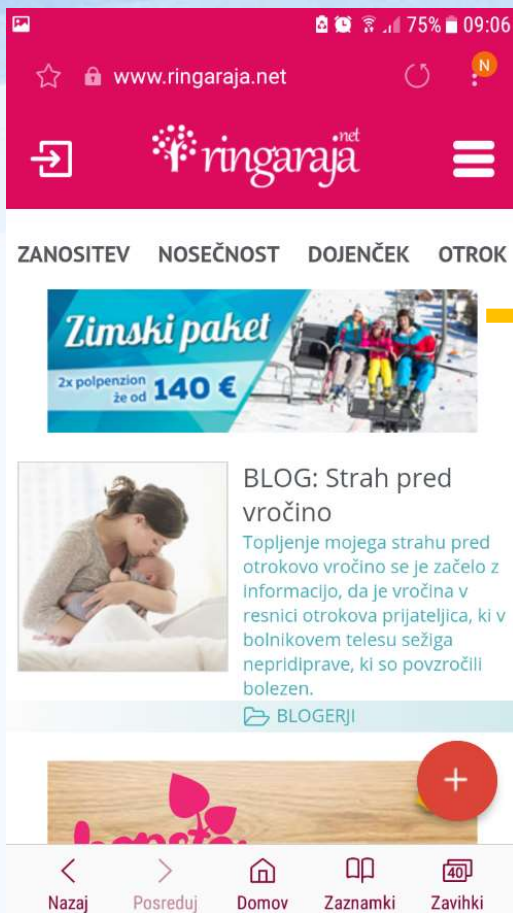 75% 09:06
www.ringaraja.net
N
ringaraja.net
ZANOSITEV NOSEČNOST DOJENČEK OTROK
Zimski paket
2x polpenzion
že od 140 €
BLOG: Strah pred
vročino
Topljenje mojega strahu pred
otrokovo vročino se je začelo z
informacijo, da je vročina v
resnici otrokova prijateljica, ki v
bolnikovem telesu sežiga
nepridiprave, ki so povzročili
bolezen.
BLOGERJI
+
Nazaj Posreduj Domov Zaznamki 40 Zavihki